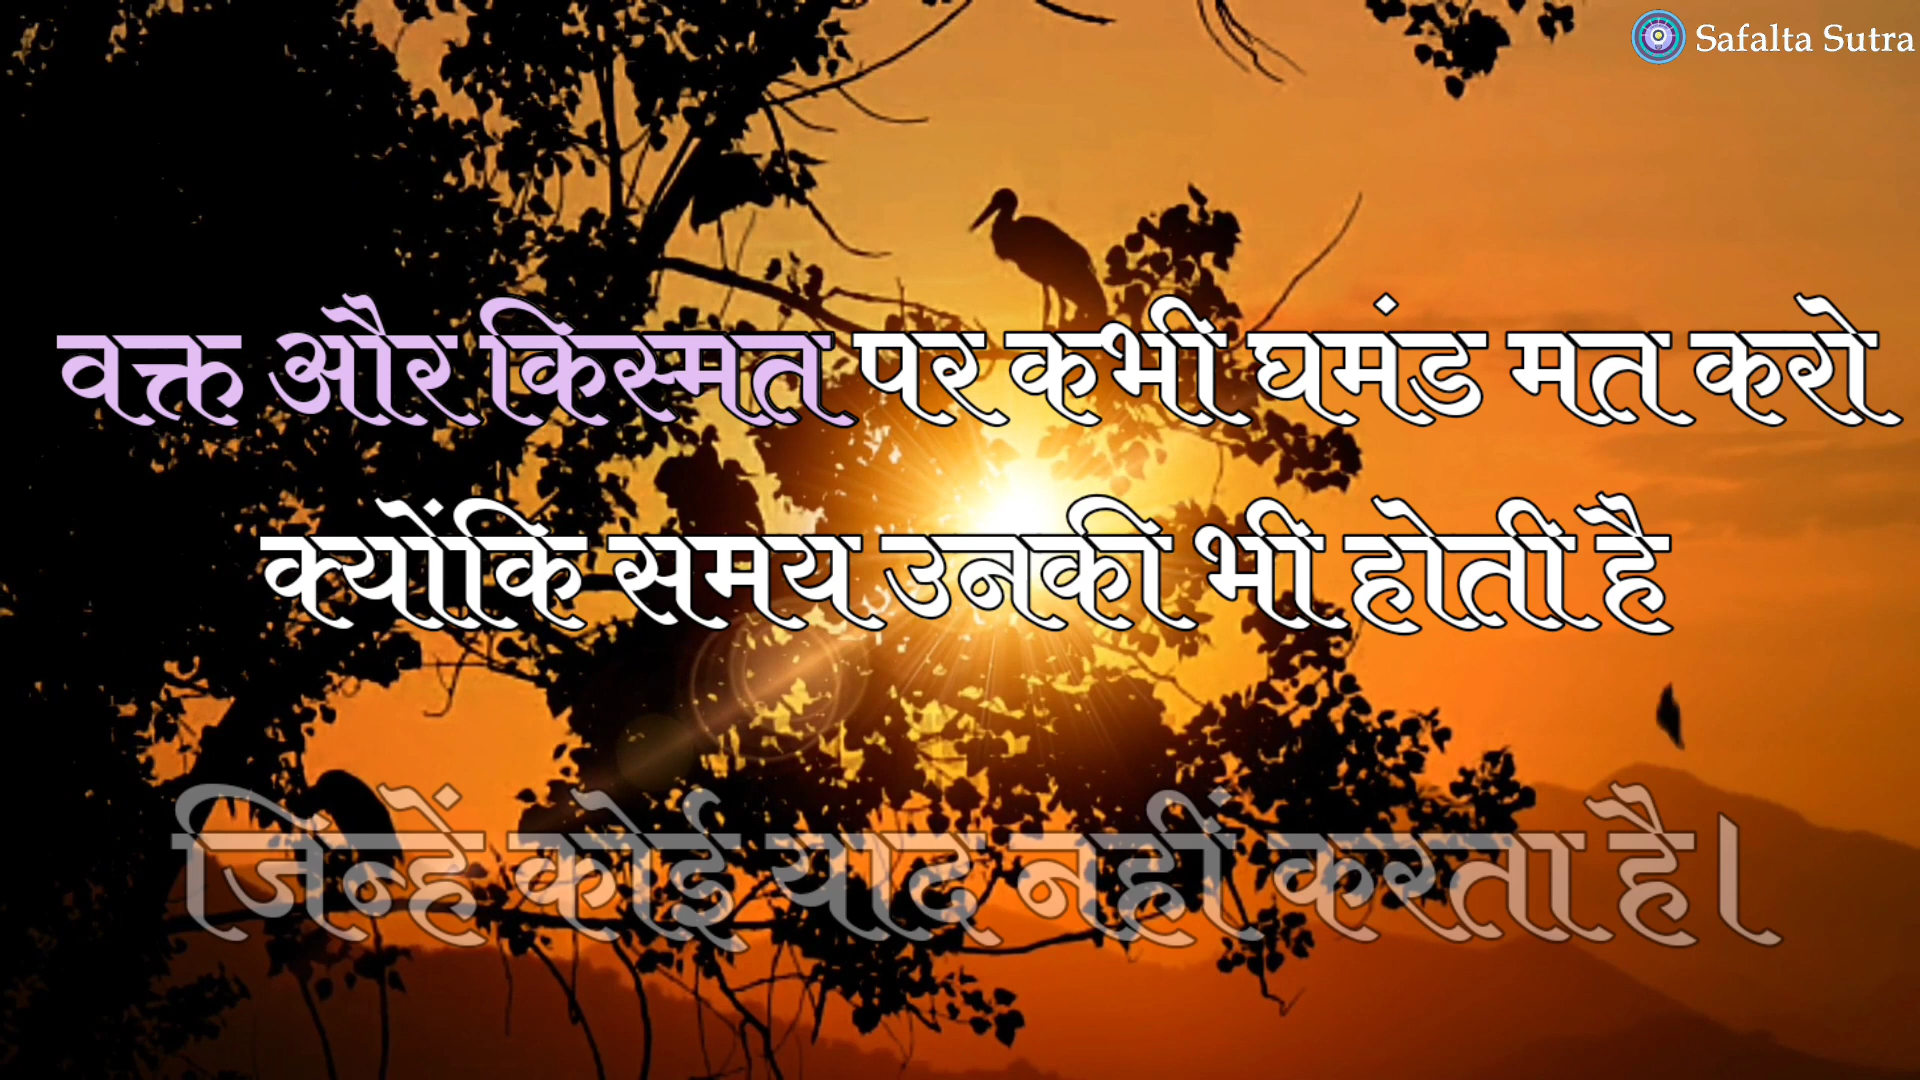 Safalta Sutra
वक्त और किस्मत पर कभी घमंड मत करो
क्योंकि समय उनकी भी होती है
जिन्हें कोई याद नहीं करता है।